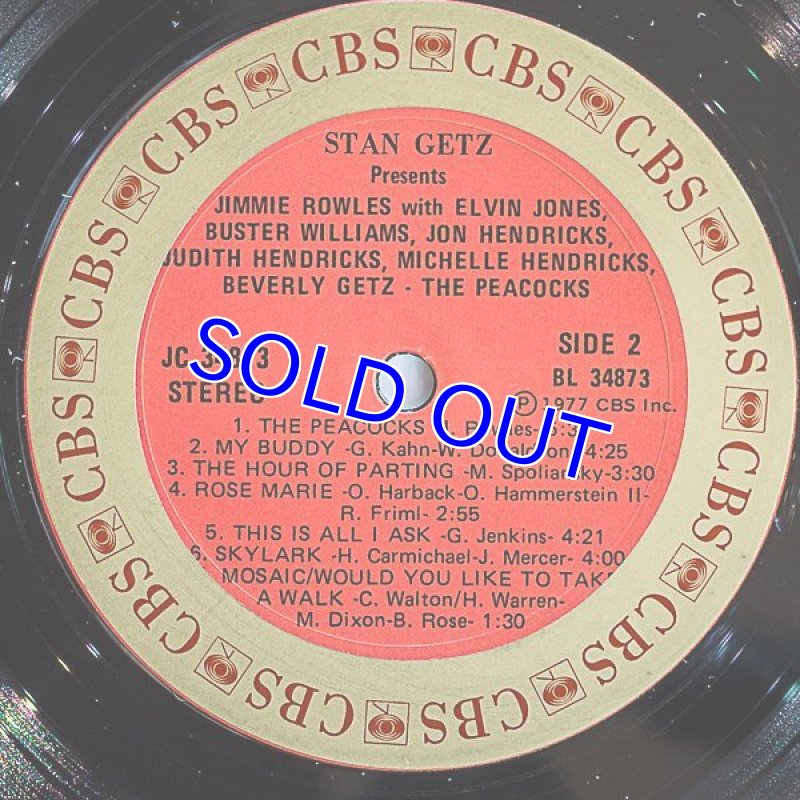 CBS CBS CBS CBS CBS CBS CBS CBS CBS CBS CBS
STAN GETZ
Presents
JIMMIE ROWLES with ELVIN JONES,
BUSTER WILLIAMS, JON HENDRICKS,
JUDITH HENDRICKS, MICHELLE HENDRICKS,
BEVERLY GETZ - THE PEACOCKS
JC 34873
STEREO
SIDE 2
BL 34873
Ⓟ 1977 CBS Inc.
SOLD OUT
1. THE PEACOCKS -J. Rowles-
2. MY BUDDY -G. Kahn-W. Donaldson- 4:25
3. THE HOUR OF PARTING -M. Spoliansky-3:30
4. ROSE MARIE -O. Harback-O. Hammerstein II-
R. Friml- 2:55
5. THIS IS ALL I ASK -G. Jenkins- 4:21
6. SKYLARK -H. Carmichael-J. Mercer- 4:00
MOSAIC/WOULD YOU LIKE TO TAKE
A WALK -C. Walton/H. Warren-
M. Dixon-B. Rose- 1:30